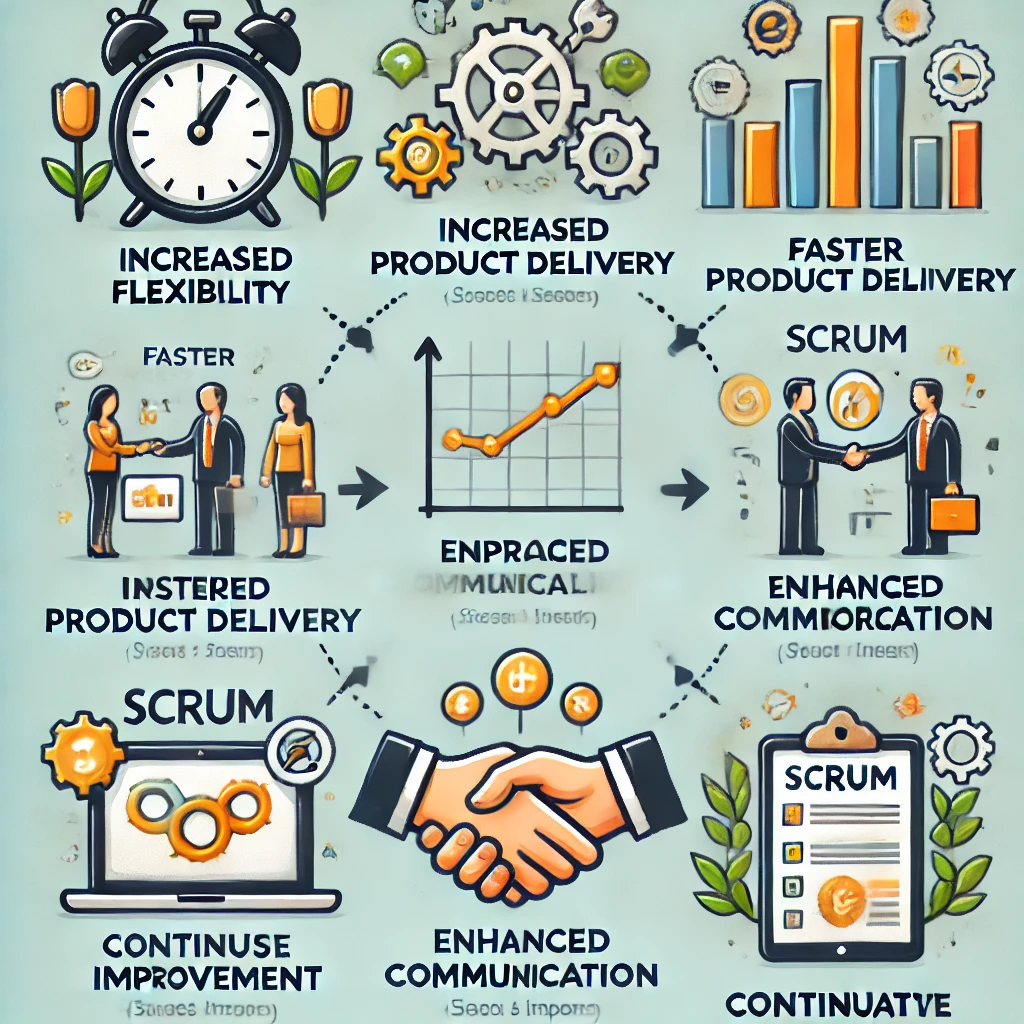 INCREASED
FLEXIBILITY
INCREASED
PRODUCT DELIVERY
FASTER
PRODUCT DELIIVERY
FASTER
SCRUM
INSTERED
PRODUCT DELIVERY
ENPRACED
ENHANCED
COMMIORCATION
SCRUM
CONTINUSE
IMPROVEMENT
ENHANCED
COMMUNICATION
SCRUM
CONTINUATVE